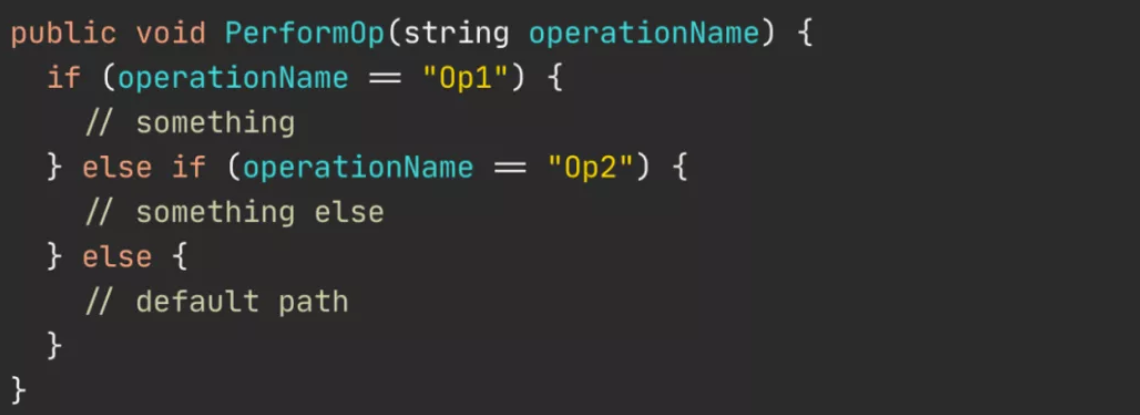 public void PerformOp(string operationName) {
  if (operationName == "Op1") {
    // something
  } else if (operationName == "Op2") {
    // something else
  } else {
    // default path
  }
}